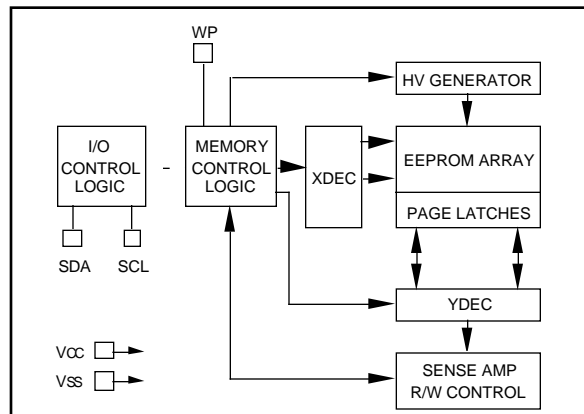 WP
HV GENERATOR
I/O
CONTROL
LOGIC
MEMORY
CONTROL
LOGIC
XDEC
EEPROM ARRAY
PAGE LATCHES
SDA
SCL
YDEC
VCC
VSS
SENSE AMP
R/W CONTROL